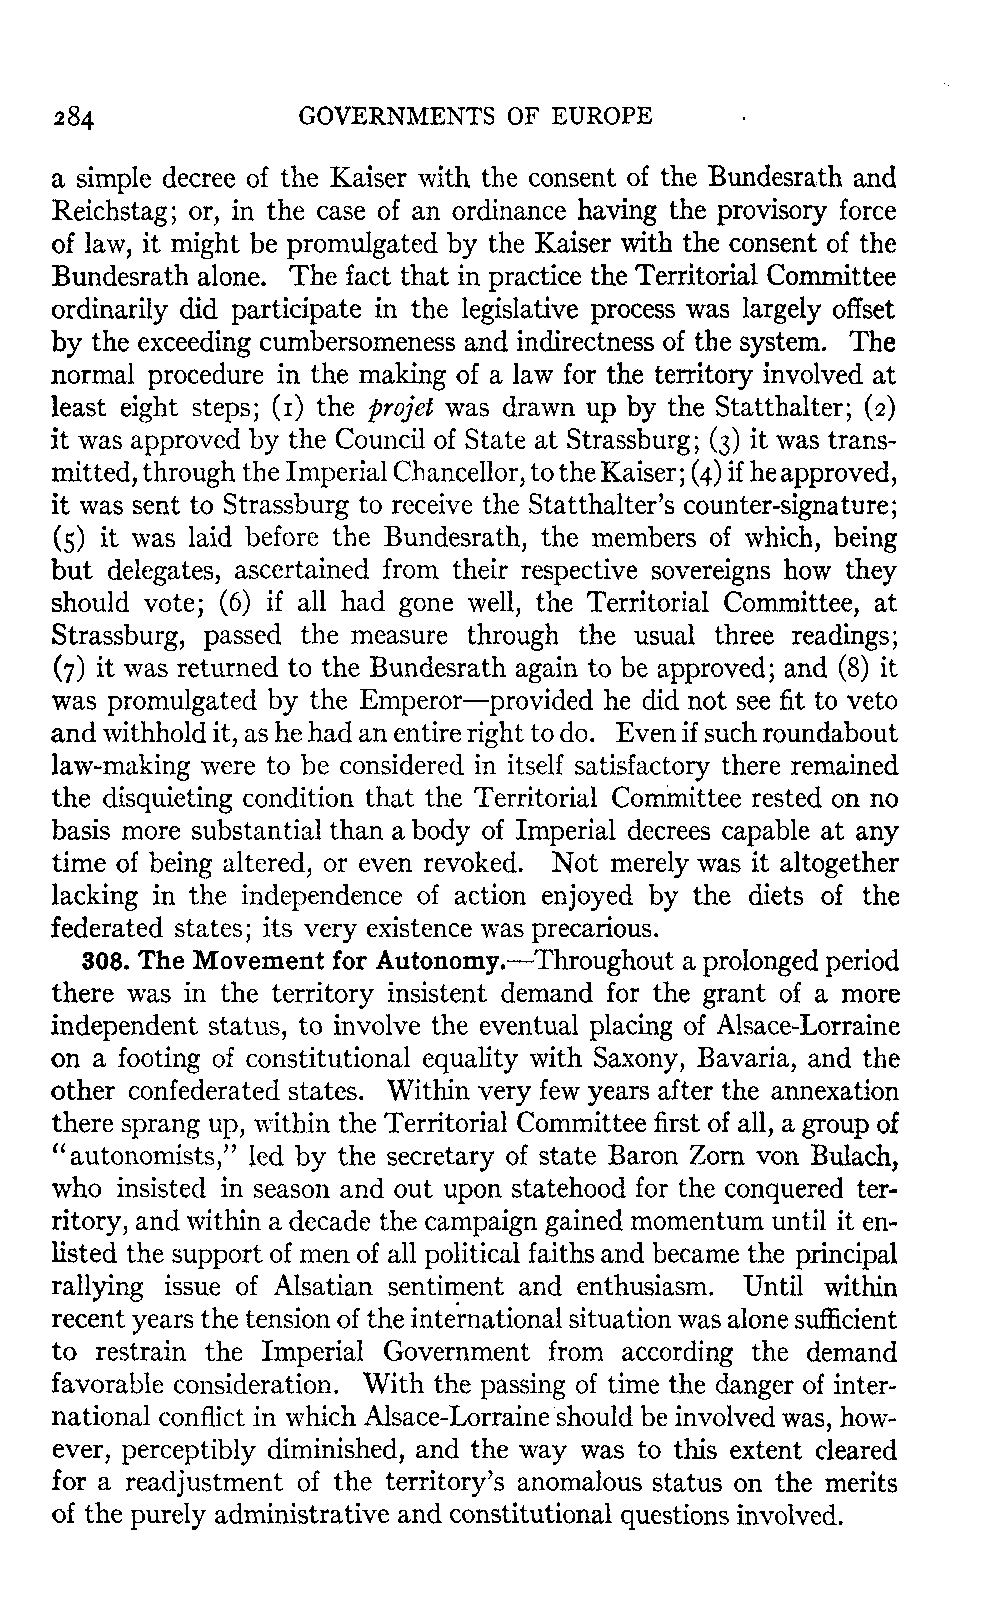 284 GOVERNMENTS OF EUROPE
a simple decree of the Kaiser with the consent of the Bundesrath and
Reichstag; or, in the case of an ordinance having the provisory force
of law, it might be promulgated by the Kaiser with the consent of the
Bundesrath alone. The fact that in practice the Territorial Committee
ordinarily did participate in the legislative process was largely offset
by the exceeding cumbersomeness and indirectness of the system. The
normal procedure in the making of a law for the territory involved at
least eight steps; (1) the projet was drawn up by the Statthalter; (2)
it was approved by the Council of State at Strassburg; (3) it was trans-
mitted, through the Imperial Chancellor, to the Kaiser; (4) if he approved,
it was sent to Strassburg to receive the Statthalter's counter-signature;
(5) it was laid before the Bundesrath, the members of which, being
but delegates, ascertained from their respective sovereigns how they
should vote; (6) if all had gone well, the Territorial Committee, at
Strassburg, passed the measure through the usual three readings;
(7) it was returned to the Bundesrath again to be approved; and (8) it
was promulgated by the Emperor—provided he did not see fit to veto
and withhold it, as he had an entire right to do. Even if such roundabout
law-making were to be considered in itself satisfactory there remained
the disquieting condition that the Territorial Committee rested on no
basis more substantial than a body of Imperial decrees capable at any
time of being altered, or even revoked. Not merely was it altogether
lacking in the independence of action enjoyed by the diets of the
federated states; its very existence was precarious.
308. The Movement for Autonomy.—Throughout a prolonged period
there was in the territory insistent demand for the grant of a more
independent status, to involve the eventual placing of Alsace-Lorraine
on a footing of constitutional equality with Saxony, Bavaria, and the
other confederated states. Within very few years after the annexation
there sprang up, within the Territorial Committee first of all, a group of
"autonomists," led by the secretary of state Baron Zorn von Bulach,
who insisted in season and out upon statehood for the conquered ter-
ritory, and within a decade the campaign gained momentum until it en-
listed the support of men of all political faiths and became the principal
rallying issue of Alsatian sentiment and enthusiasm. Until within
recent years the tension of the international situation was alone sufficient
to restrain the Imperial Government from according the demand
favorable consideration. With the passing of time the danger of inter-
national conflict in which Alsace-Lorraine should be involved was, how-
ever, perceptibly diminished, and the way was to this extent cleared
for a readjustment of the territory's anomalous status on the merits
of the purely administrative and constitutional questions involved.